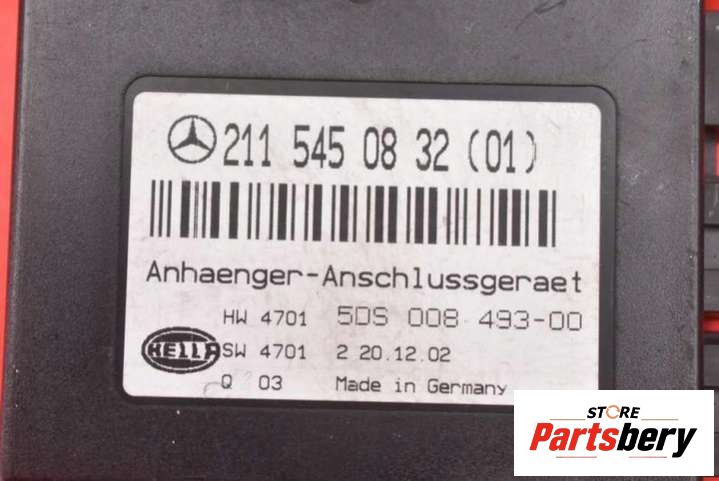 211 545 08 32 (01)
Anhaenger-Anschlussgeraet
HW 4701 5DS 008 493-00
HELLA SW 4701 2 20.12.02
Q 03 Made in Germany
STORE
Partsbery